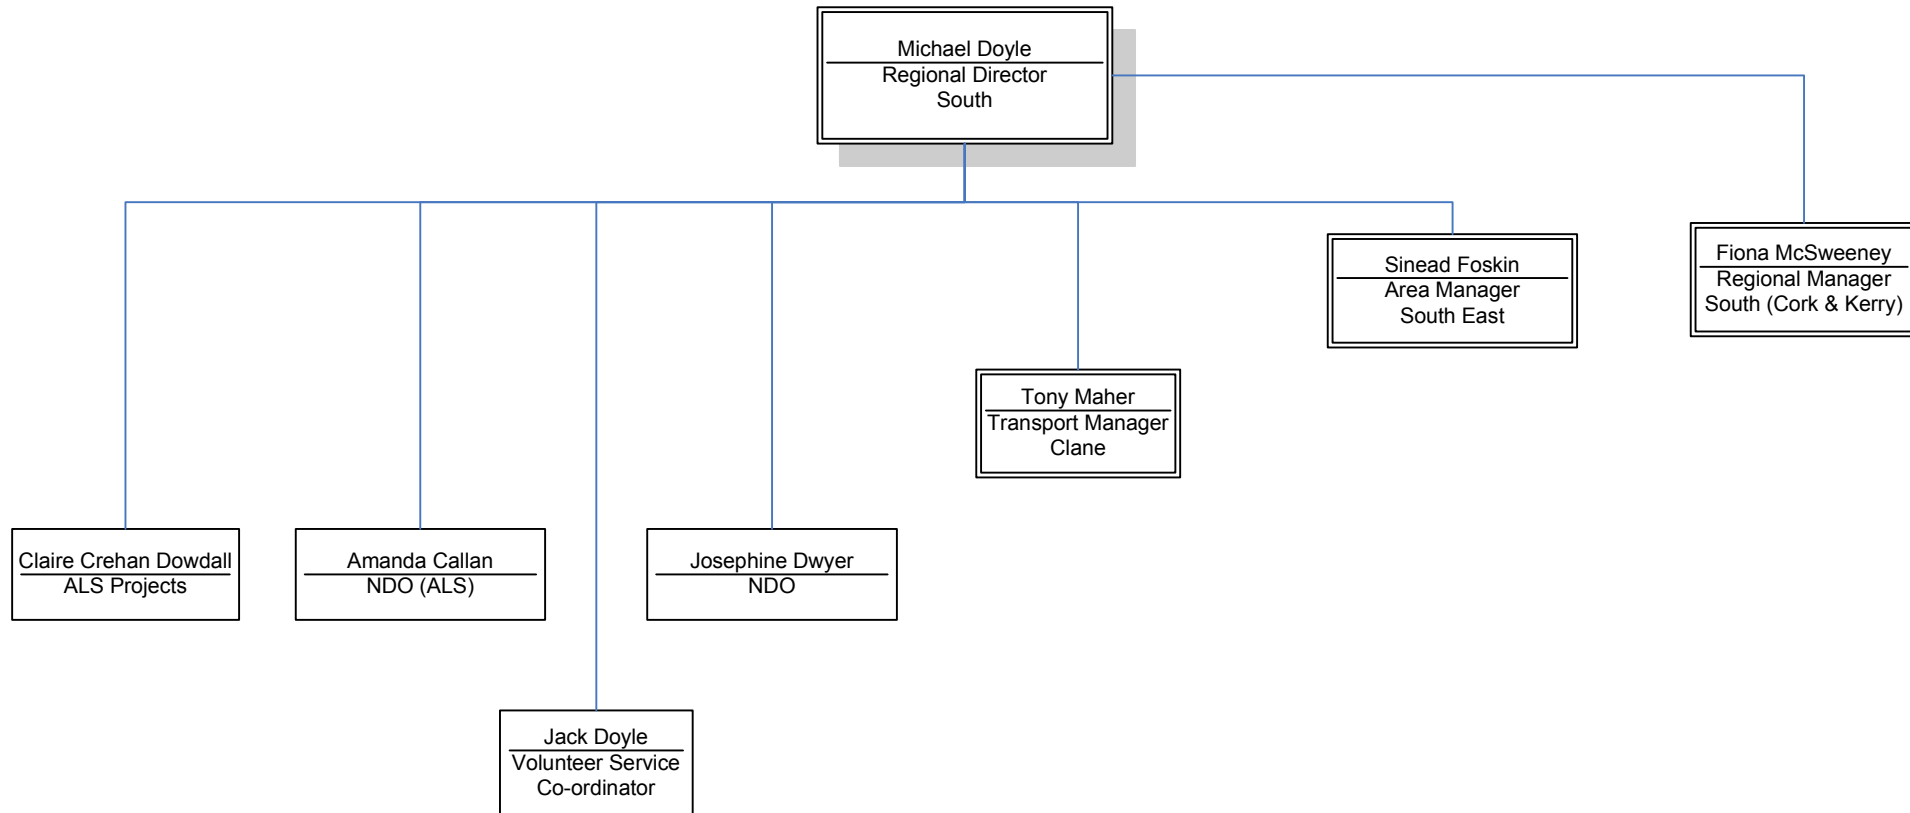 Michael Doyle
Regional Director
South
Sinead Foskin
Area Manager
South East
Fiona McSweeney
Regional Manager
South (Cork & Kerry)
Tony Maher
Transport Manager
Clane
Claire Crehan Dowdall
ALS Projects
Amanda Callan
NDO (ALS)
Josephine Dwyer
NDO
Jack Doyle
Volunteer Service
Co-ordinator